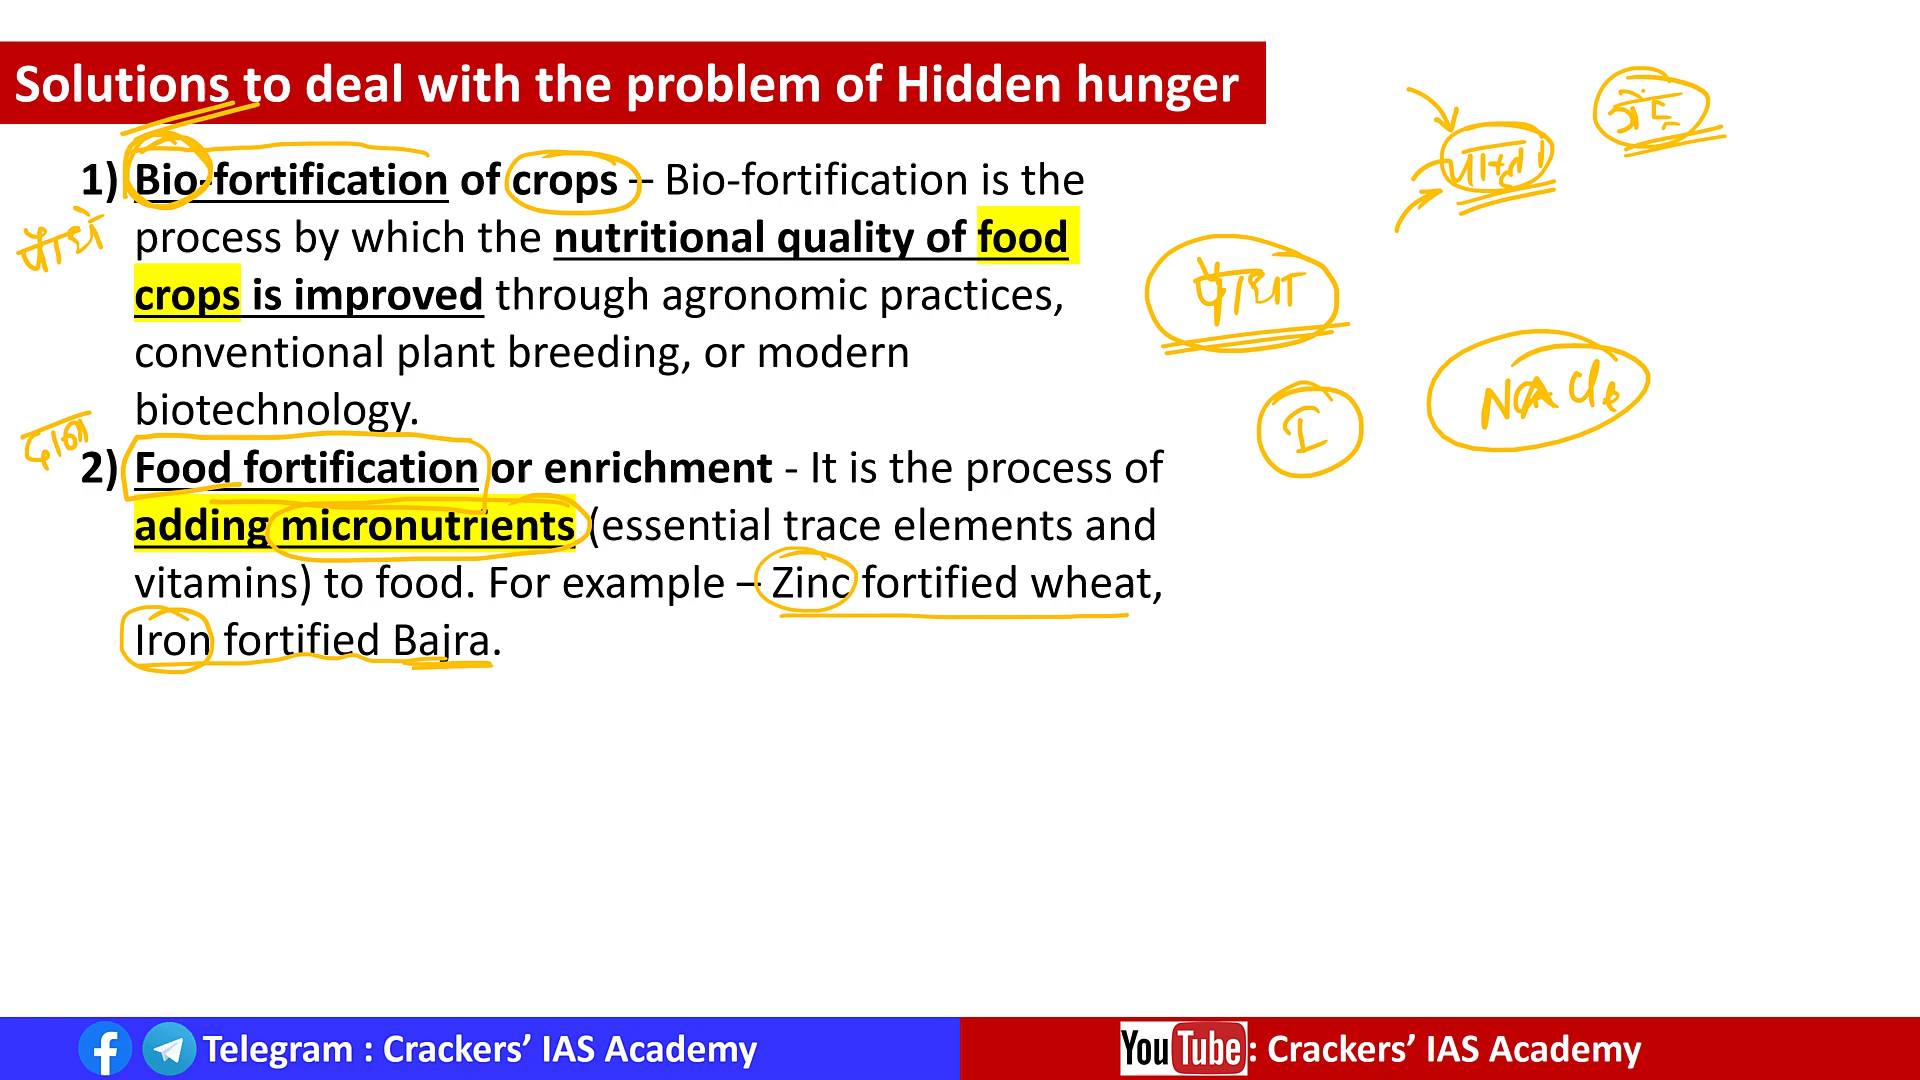 Solutions to deal with the problem of Hidden hunger
1) Bio-fortification of crops – Bio-fortification is the
process by which the nutritional quality of food
crops is improved through agronomic practices,
conventional plant breeding, or modern
biotechnology.
2) Food fortification or enrichment - It is the process of
adding micronutrients (essential trace elements and
vitamins) to food. For example – Zinc fortified wheat,
Iron fortified Bajra.
पौधे
दाना
पौधा
I
Telegram : Crackers’ IAS Academy
YouTube : Crackers’ IAS Academy